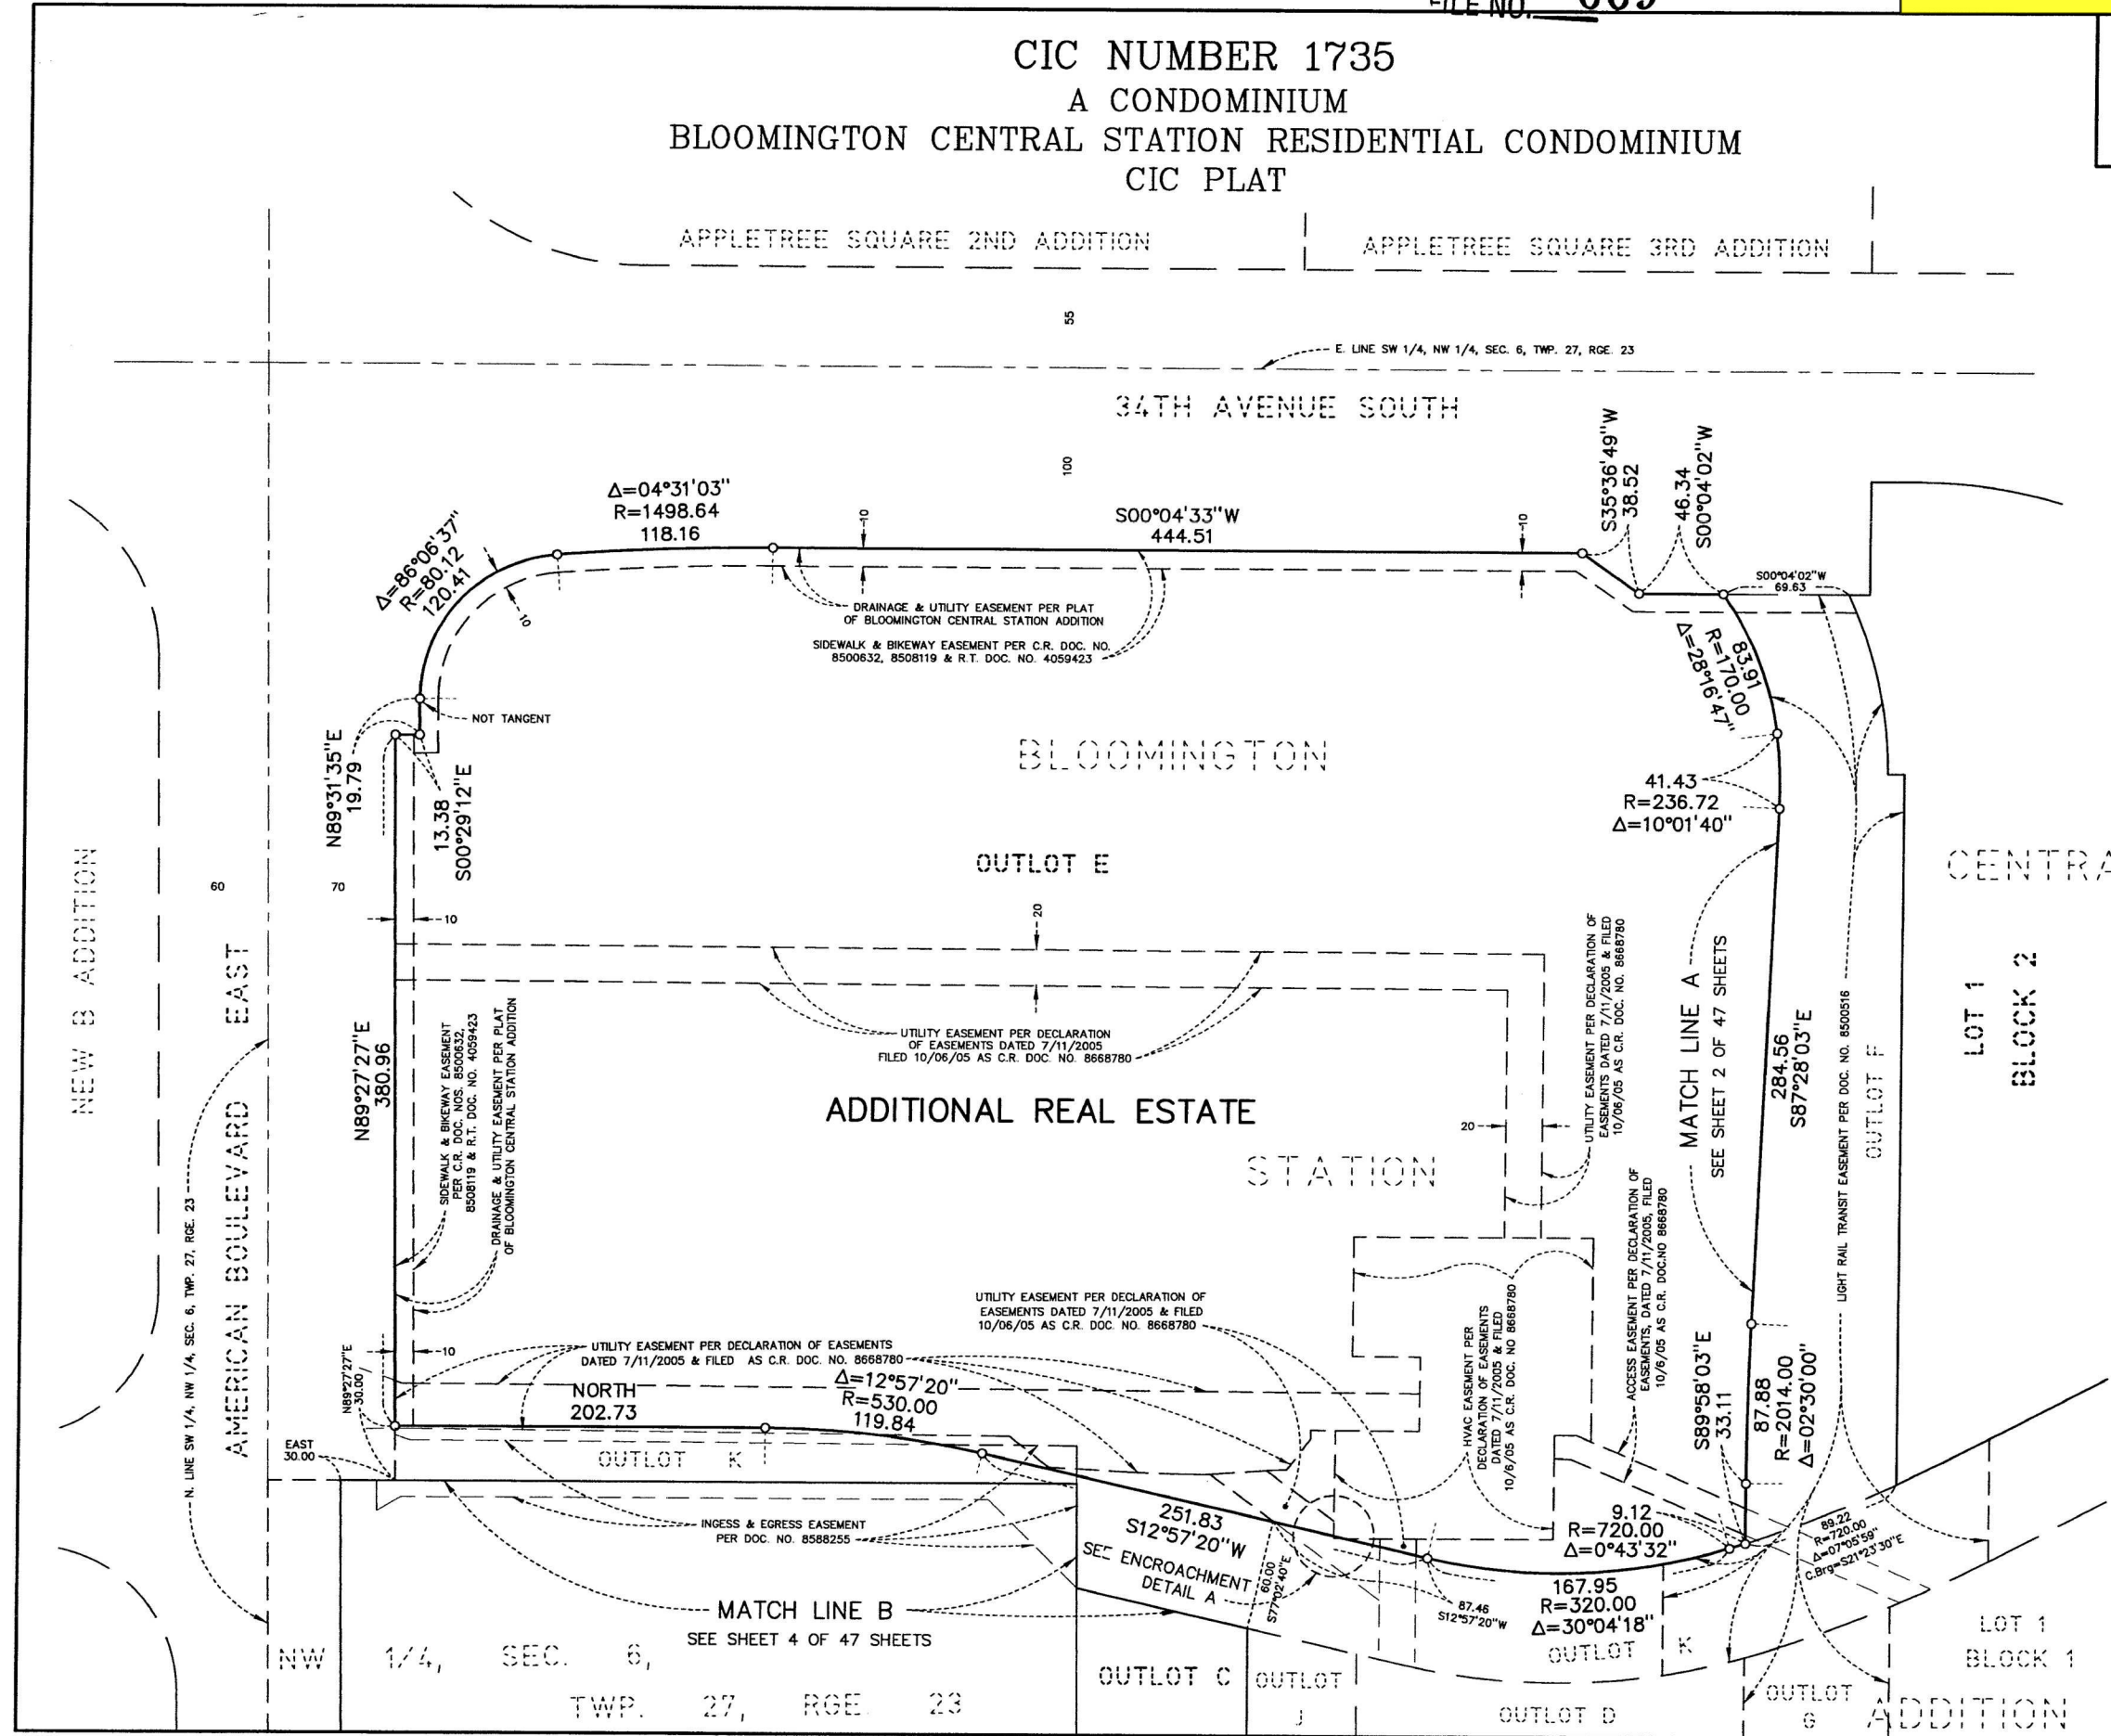 FILE NO.
CIC NUMBER 1735
A CONDOMINIUM
BLOOMINGTON CENTRAL STATION RESIDENTIAL CONDOMINIUM
CIC PLAT
APPLETREE SQUARE 2ND ADDITION
APPLETREE SQUARE 3RD ADDITION
55
E. LINE SW 1/4, NW 1/4, SEC. 6, TWP. 27, RGE. 23
34TH AVENUE SOUTH
100
Δ=86°06'37"
R=80.12
120.41
Δ=04°31'03"
R=1498.64
118.16
10
S00°04'33"W
444.51
10
S35°36'49"W
38.52
46.34
S00°04'02"W
S00°04'02"W
69.63
10
DRAINAGE & UTILITY EASEMENT PER PLAT
OF BLOOMINGTON CENTRAL STATION ADDITION
SIDEWALK & BIKEWAY EASEMENT PER C.R. DOC. NO.
8500632, 8508119 & R.T. DOC. NO. 4059423
83.91
R=170.00
Δ=28°16'47"
NOT TANGENT
N89°31'35"E
19.79
13.38
S00°29'12"E
BLOOMINGTON
41.43
R=236.72
Δ=10°01'40"
OUTLOT E
CENTRA
NEW B ADDITION
60
70
10
20
AMERICAN BOULEVARD EAST
N. LINE SW 1/4, NW 1/4, SEC. 6, TWP. 27, RGE. 23
N89°27'27"E
380.96
SIDEWALK & BIKEWAY EASEMENT
PER C.R. DOC. NOS. 8500632,
8508119 & R.T. DOC. NO. 4059423
DRAINAGE & UTILITY EASEMENT PER PLAT
OF BLOOMINGTON CENTRAL STATION ADDITION
UTILITY EASEMENT PER DECLARATION
OF EASEMENTS DATED 7/11/2005
FILED 10/06/05 AS C.R. DOC. NO. 8668780
UTILITY EASEMENT PER DECLARATION OF
EASEMENTS DATED 7/11/2005 & FILED
10/06/05 AS C.R. DOC. NO. 8668780
MATCH LINE A
SEE SHEET 2 OF 47 SHEETS
284.56
S87°28'03"E
LIGHT RAIL TRANSIT EASEMENT PER DOC. NO. 8500516
OUTLOT F
LOT 1
BLOCK 2
ADDITIONAL REAL ESTATE
20
STATION
ACCESS EASEMENT PER DECLARATION OF
EASEMENTS, DATED 7/11/2005, FILED
10/6/05 AS C.R. DOC.NO 8668780
UTILITY EASEMENT PER DECLARATION OF
EASEMENTS DATED 7/11/2005 & FILED
10/06/05 AS C.R. DOC. NO. 8668780
HVAC EASEMENT PER
DECLARATION OF EASEMENTS
DATED 7/11/2005 & FILED
10/6/05 AS C.R. DOC. NO 8668780
10
UTILITY EASEMENT PER DECLARATION OF EASEMENTS
DATED 7/11/2005 & FILED AS C.R. DOC. NO. 8668780
N89°27'27"E
30.00
NORTH
202.73
Δ=12°57'20"
R=530.00
119.84
S89°58'03"E
33.11
87.88
R=2014.00
Δ=02°30'00"
EAST
30.00
OUTLOT K
INGESS & EGRESS EASEMENT
PER DOC. NO. 8588255
251.83
S12°57'20"W
SEE ENCROACHMENT
DETAIL A
60.00
S77°02'40"E
87.46
S12°57'20"W
9.12
R=720.00
Δ=0°43'32"
167.95
R=320.00
Δ=30°04'18"
89.22
R=720.00
Δ=07°05'59"
C.Brg=S21°23'30"E
MATCH LINE B
SEE SHEET 4 OF 47 SHEETS
NW 1/4, SEC. 6,
TWP. 27, RGE. 23
OUTLOT C
OUTLOT
J
OUTLOT K
OUTLOT D
OUTLOT
G
LOT 1
BLOCK 1
ADDITION